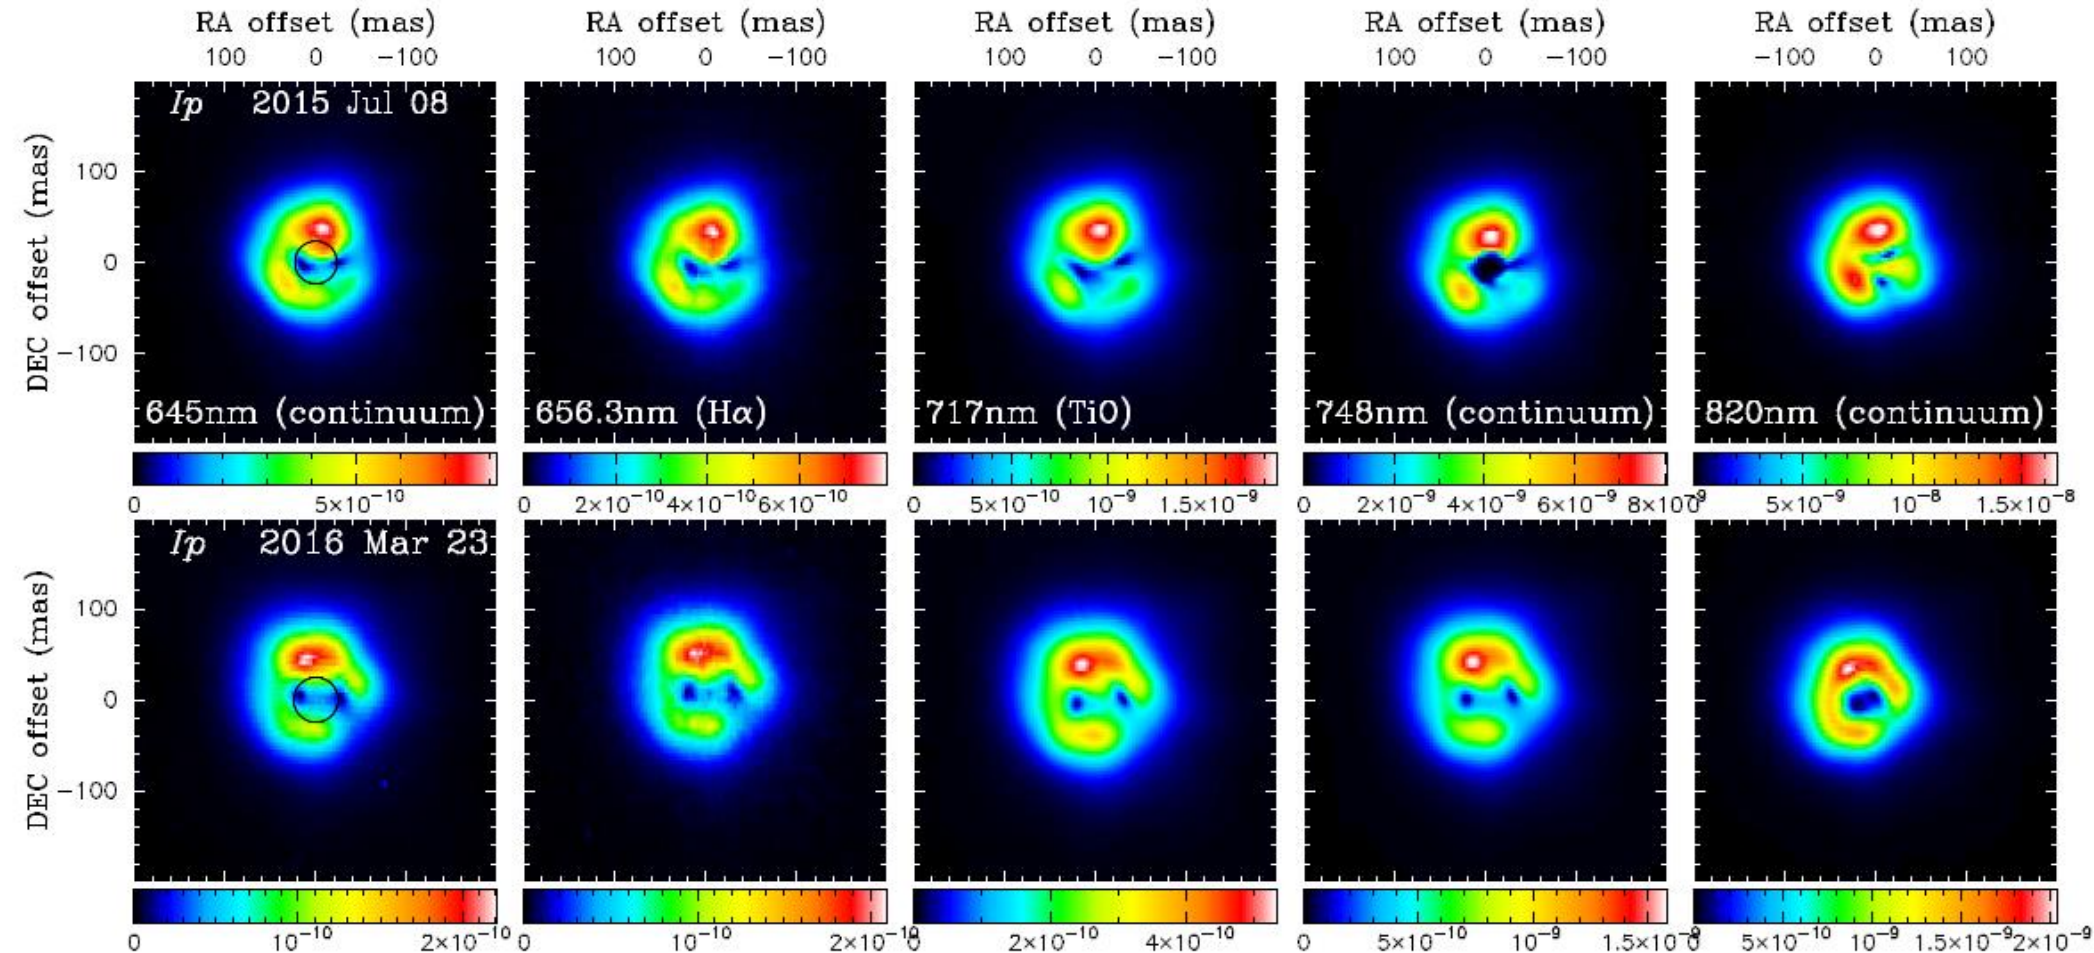 RA offset (mas) RA offset (mas) RA offset (mas) RA offset (mas) RA offset (mas)
100 0 −100 100 0 −100 100 0 −100 100 0 −100 −100 0 100
Ip 2015 Jul 08
DEC offset (mas)
100
0
−100
645nm (continuum) 656.3nm (Hα) 717nm (TiO) 748nm (continuum) 820nm (continuum)
0 5×10⁻¹⁰ 0 2×10⁻¹⁰ 4×10⁻¹⁰ 6×10⁻¹⁰ 0 5×10⁻¹⁰ 10⁻⁹ 1.5×10⁻⁹ 0 2×10⁻⁹ 4×10⁻⁹ 6×10⁻⁹ 8×10⁻⁹ 0 5×10⁻⁹ 10⁻⁸ 1.5×10⁻⁸
Ip 2016 Mar 23
DEC offset (mas)
100
0
−100
0 10⁻¹⁰ 2×10⁻¹⁰ 0 10⁻¹⁰ 2×10⁻¹⁰ 0 2×10⁻¹⁰ 4×10⁻¹⁰ 0 5×10⁻¹⁰ 10⁻⁹ 1.5×10⁻⁹ 0 5×10⁻¹⁰ 10⁻⁹ 1.5×10⁻⁹ 2×10⁻⁹